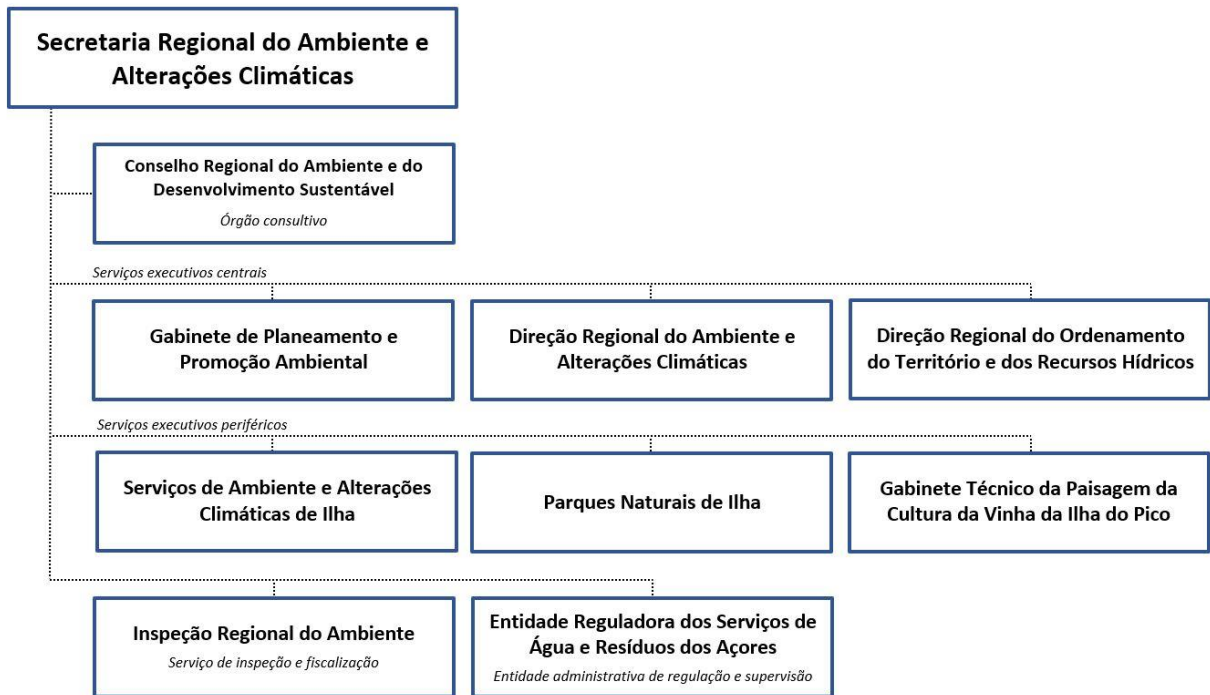 Secretaria Regional do Ambiente e
Alterações Climáticas
Conselho Regional do Ambiente e do
Desenvolvimento Sustentável
Órgão consultivo
Serviços executivos centrais
Gabinete de Planeamento e
Promoção Ambiental
Direção Regional do Ambiente e
Alterações Climáticas
Direção Regional do Ordenamento
do Território e dos Recursos Hídricos
Serviços executivos periféricos
Serviços de Ambiente e Alterações
Climáticas de Ilha
Parques Naturais de Ilha
Gabinete Técnico da Paisagem da
Cultura da Vinha da Ilha do Pico
Inspeção Regional do Ambiente
Serviço de inspeção e fiscalização
Entidade Reguladora dos Serviços de
Água e Resíduos dos Açores
Entidade administrativa de regulação e supervisão